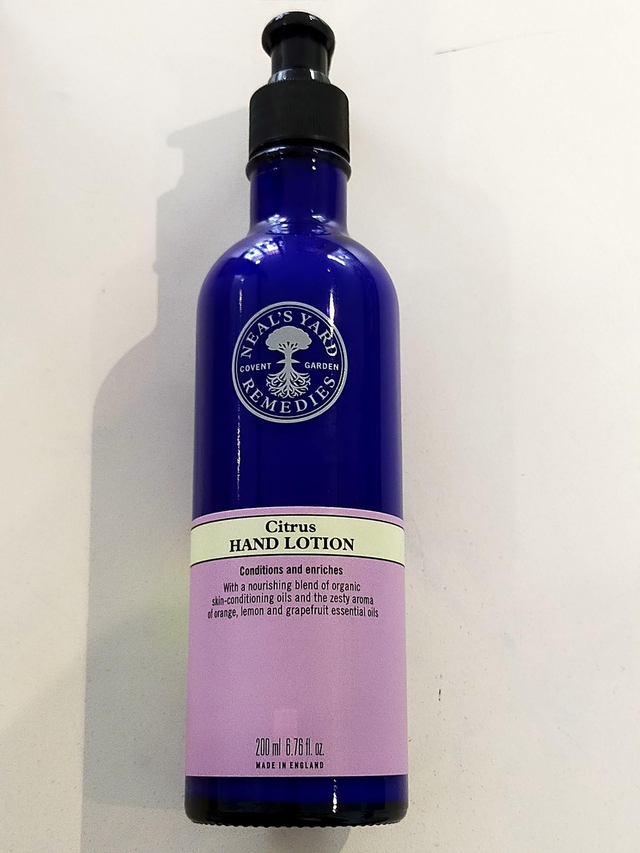 NEAL'S YARD
COVENT GARDEN
REMEDIES
Citrus
HAND LOTION
Conditions and enriches
With a nourishing blend of organic
skin-conditioning oils and the zesty aroma
of orange, lemon and grapefruit essential oils
200 ml 6.76 fl. oz.
MADE IN ENGLAND